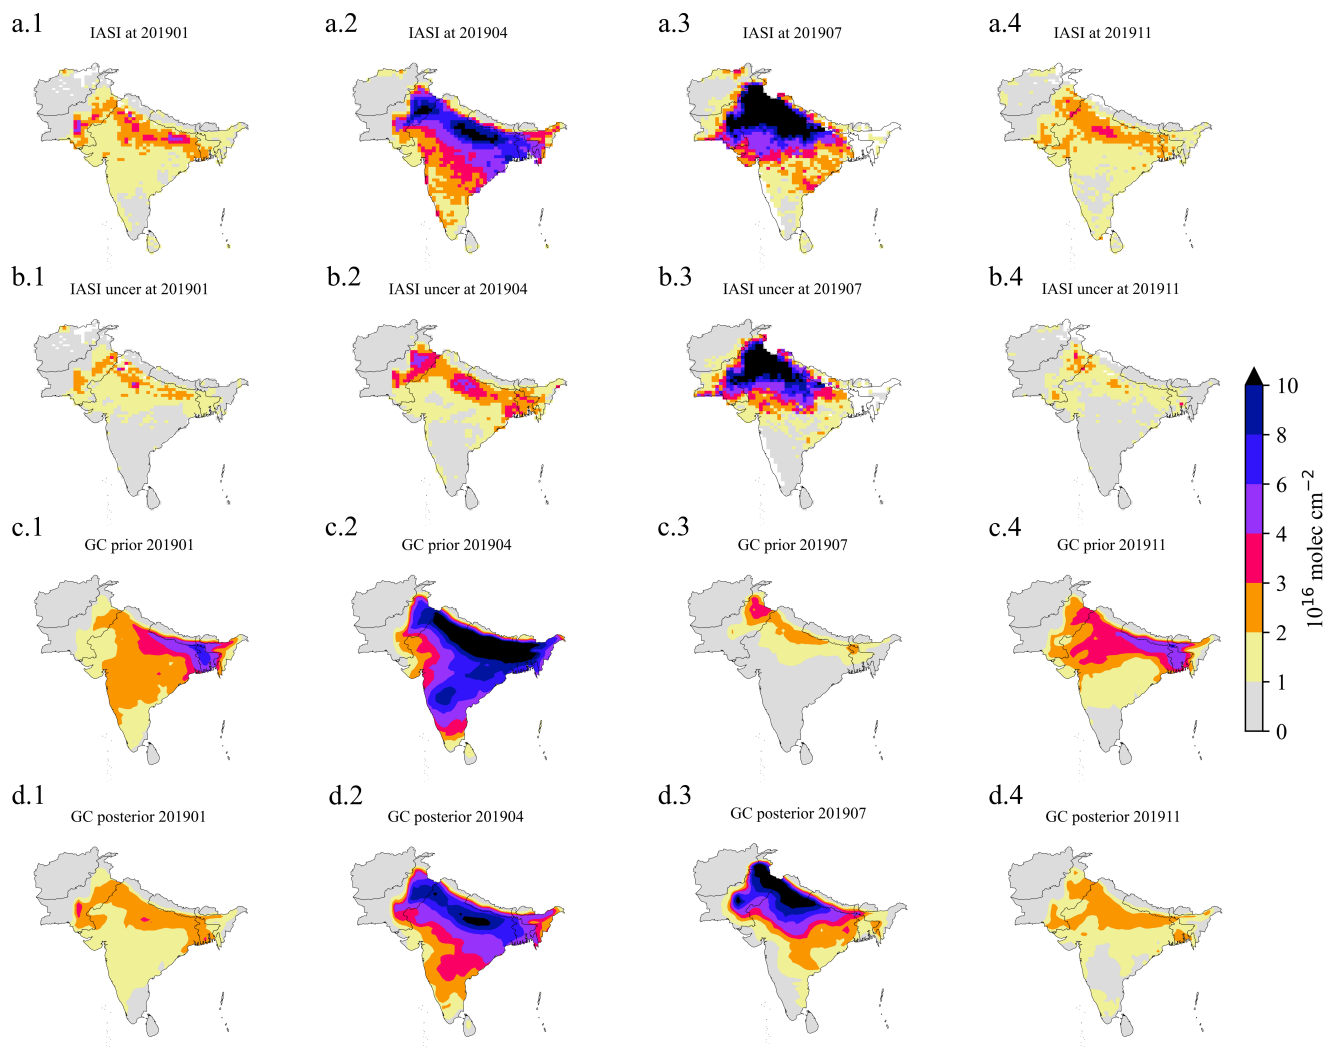 a.1
IASI at 201901
a.2
IASI at 201904
a.3
IASI at 201907
a.4
IASI at 201911
b.1
IASI uncer at 201901
b.2
IASI uncer at 201904
b.3
IASI uncer at 201907
b.4
IASI uncer at 201911
c.1
GC prior 201901
c.2
GC prior 201904
c.3
GC prior 201907
c.4
GC prior 201911
d.1
GC posterior 201901
d.2
GC posterior 201904
d.3
GC posterior 201907
d.4
GC posterior 201911
10
8
6
4
3
2
1
0
10¹⁶ molec cm⁻²